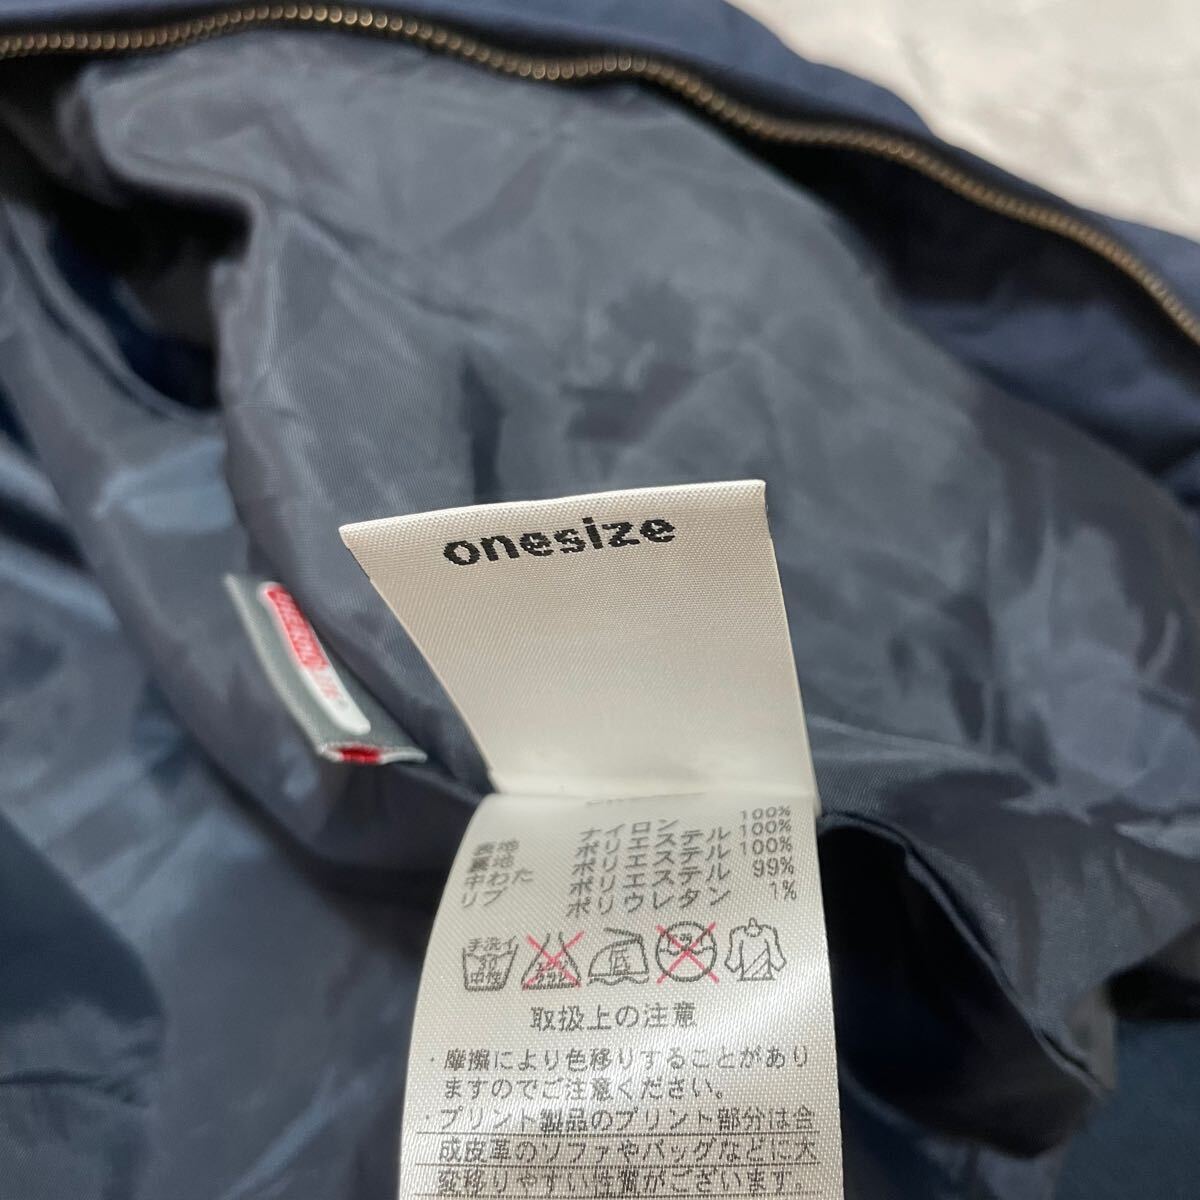 onesize
表地 ナイロン 100%
裏地 ポリエステル 100%
中わた ポリエステル 100%
リブ ポリエステル 99%
ポリウレタン 1%
手洗イ
30
中性
取扱上の注意
・摩擦により色移りすることがあり
ますのでご注意ください。
・プリント製品のプリント部分は合
成皮革のソファやバッグなどに大
変移りやすい性質がございます。